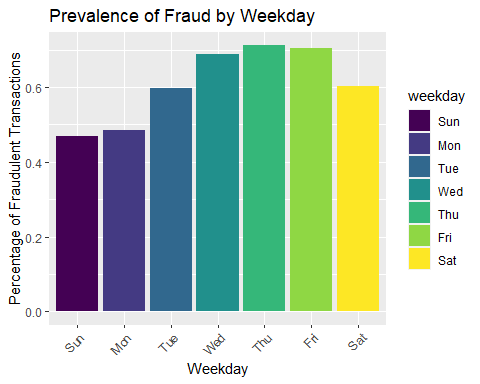 Prevalence of Fraud by Weekday
Percentage of Fraudulent Transactions
0.6
0.4
0.2
0.0
Sun
Mon
Tue
Wed
Thu
Fri
Sat
Weekday
weekday
Sun
Mon
Tue
Wed
Thu
Fri
Sat